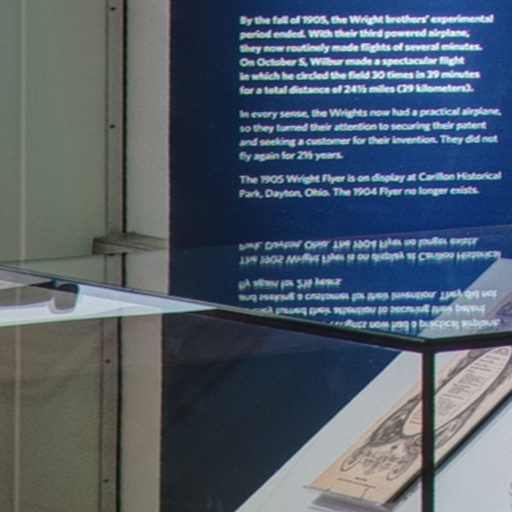 By the fall of 1905, the Wright brothers' experimental
period ended. With their third powered airplane,
they now routinely made flights of several minutes.
On October 5, Wilbur made a spectacular flight
in which he circled the field 30 times in 39 minutes
for a total distance of 24½ miles (39 kilometers).
In every sense, the Wrights now had a practical airplane,
so they turned their attention to securing their patent
and seeking a customer for their invention. They did not
fly again for 2½ years.
The 1905 Wright Flyer is on display at Carillon Historical
Park, Dayton, Ohio. The 1904 Flyer no longer exists.